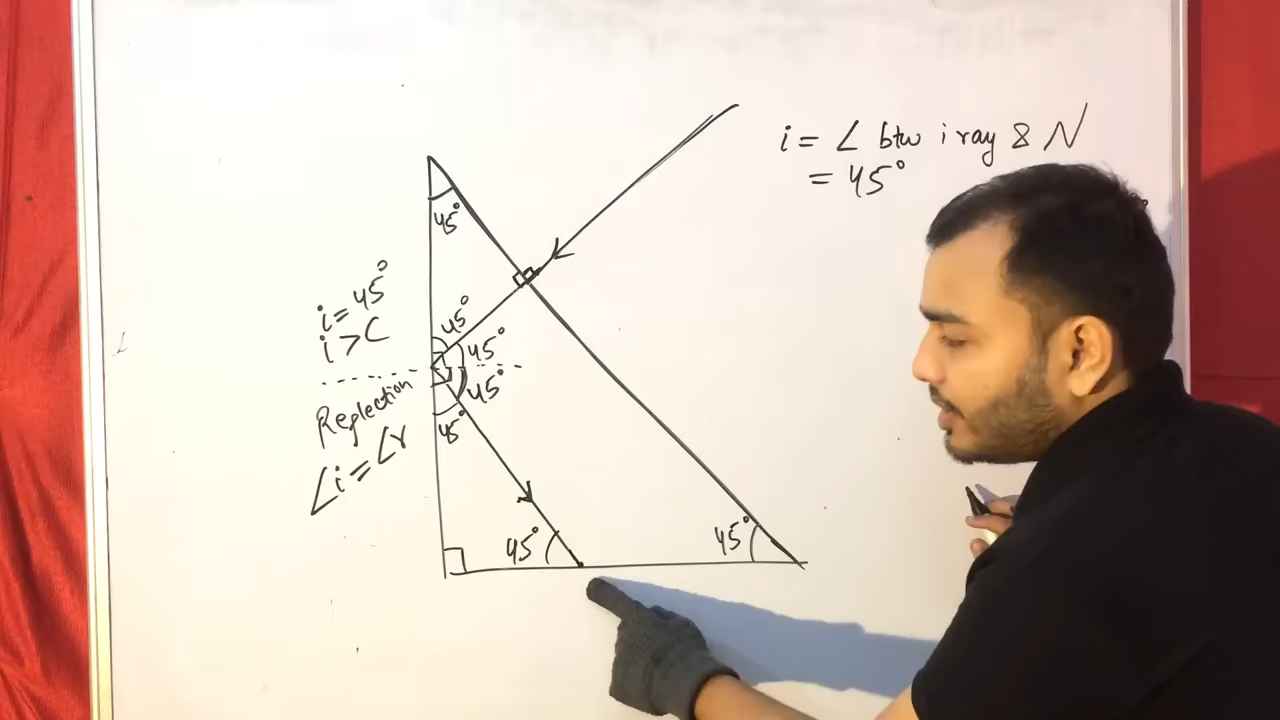 i = ∠ btw i ray & N
= 45°
45°
i = 45°
i > C
45°
45°
45°
45°
Reflection
∠i = ∠r
45°
45°